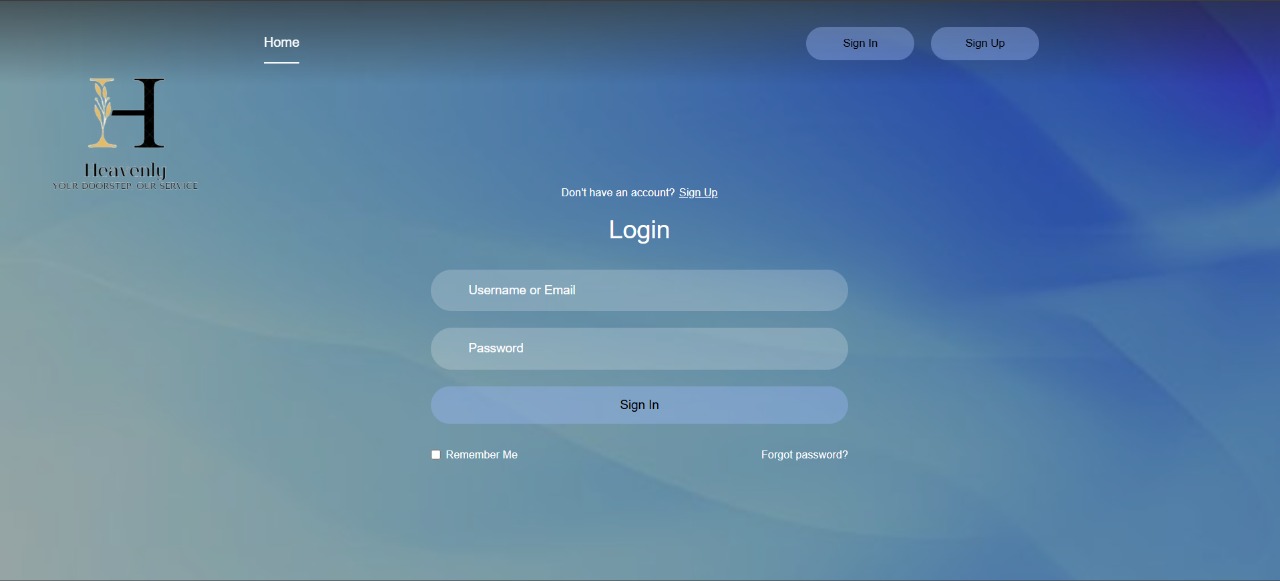 Home
Sign In
Sign Up
H
Heavenly
YOUR DOORSTEP, OUR SERVICE
Don't have an account? Sign Up
Login
Username or Email
Password
Sign In
Remember Me
Forgot password?